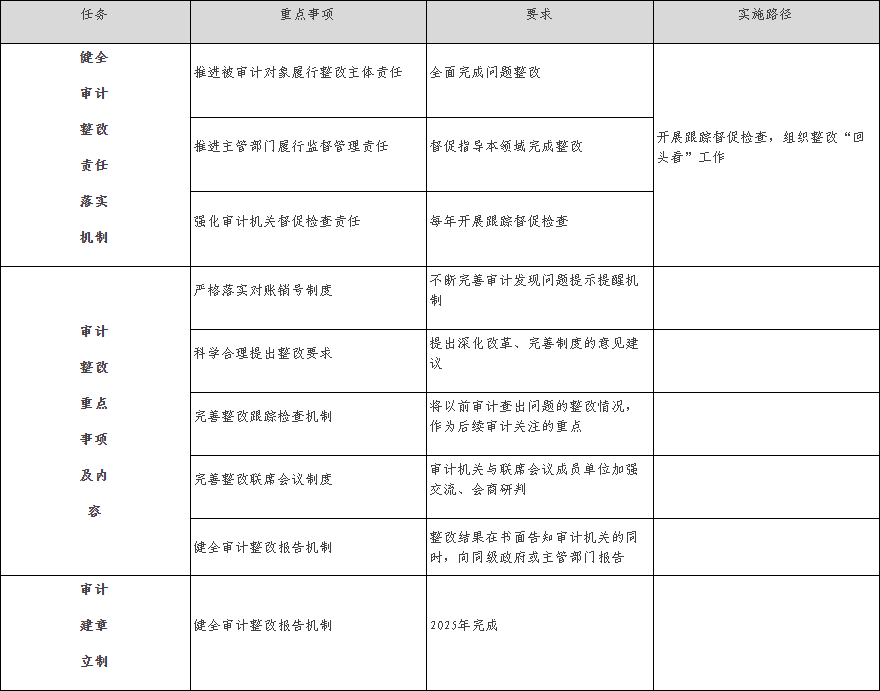 任务
重点事项
要求
实施路径
健全
审计
整改
责任
落实
机制
推进被审计对象履行整改主体责任
全面完成问题整改
开展跟踪督促检查，组织整改“回
头看”工作
推进主管部门履行监督管理责任
督促指导本领域完成整改
强化审计机关督促检查责任
每年开展跟踪督促检查
审计
整改
重点
事项
及内
容
严格落实对账销号制度
不断完善审计发现问题提示提醒机
制
科学合理提出整改要求
提出深化改革、完善制度的意见建
议
完善整改跟踪检查机制
将以前审计查出问题的整改情况，
作为后续审计关注的重点
完善整改联席会议制度
审计机关与联席会议成员单位加强
交流、会商研判
健全审计整改报告机制
整改结果在书面告知审计机关的同
时，向同级政府或主管部门报告
审计
建章
立制
健全审计整改报告机制
2025年完成